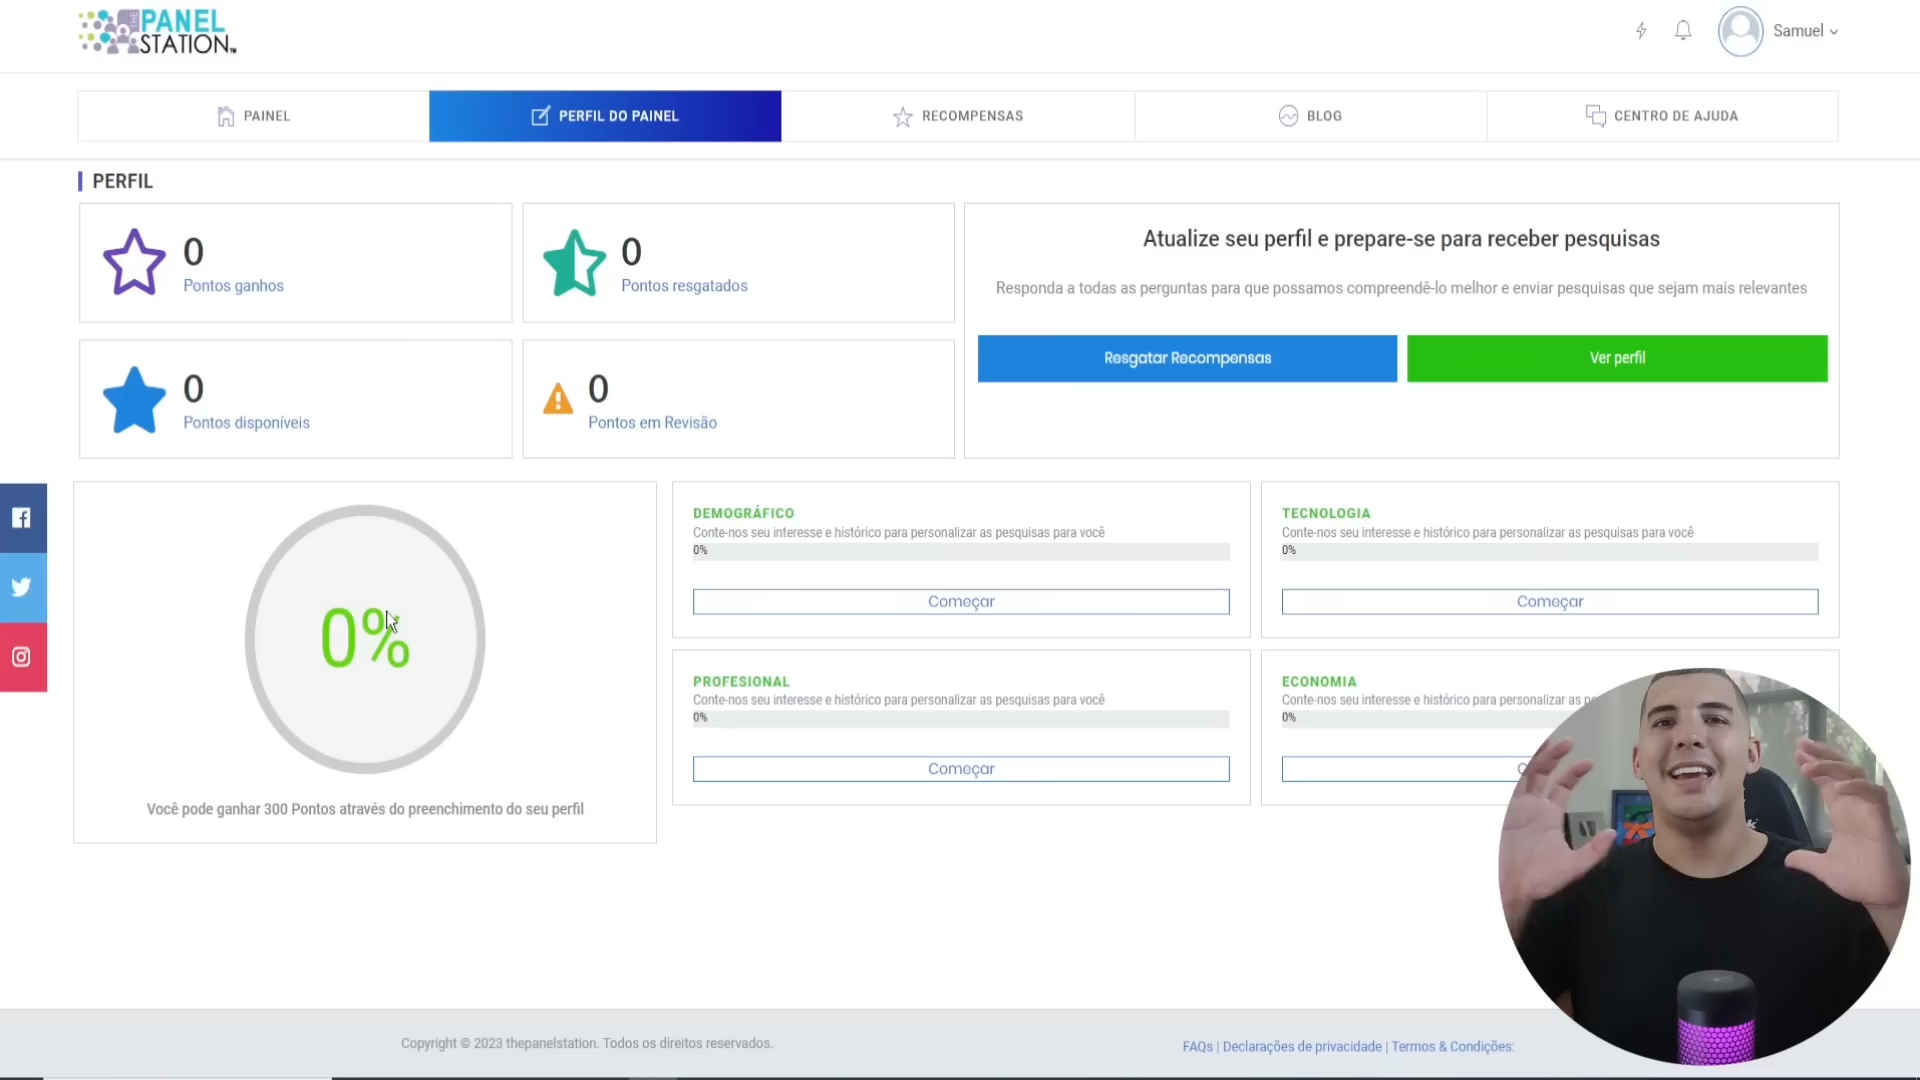 THE PANEL
STATION™
Samuel
PAINEL
PERFIL DO PAINEL
RECOMPENSAS
BLOG
CENTRO DE AJUDA
PERFIL
0
Pontos ganhos
0
Pontos resgatados
0
Pontos disponíveis
0
Pontos em Revisão
Atualize seu perfil e prepare-se para receber pesquisas
Responda a todas as perguntas para que possamos compreendê-lo melhor e enviar pesquisas que sejam mais relevantes
Resgatar Recompensas
Ver perfil
0%
Você pode ganhar 300 Pontos através do preenchimento do seu perfil
DEMOGRÁFICO
Conte-nos seu interesse e histórico para personalizar as pesquisas para você
0%
Começar
TECNOLOGIA
Conte-nos seu interesse e histórico para personalizar as pesquisas para você
0%
Começar
PROFESIONAL
Conte-nos seu interesse e histórico para personalizar as pesquisas para você
0%
Começar
ECONOMIA
Conte-nos seu interesse e histórico para personalizar as
0%
Copyright © 2023 thepanelstation. Todos os direitos reservados.
FAQs | Declarações de privacidade | Termos & Condições: